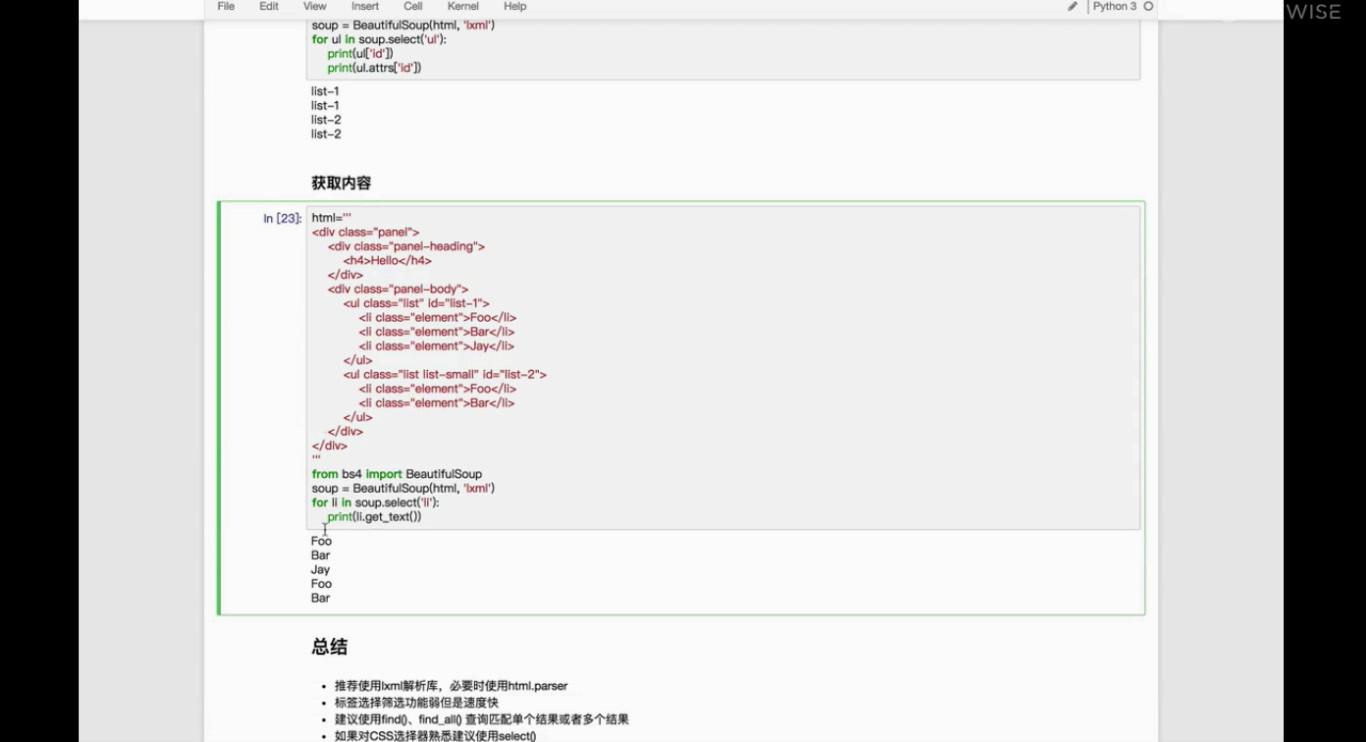 File Edit View Insert Cell Kernel Help Python 3
WISE
soup = BeautifulSoup(html, 'lxml')
for ul in soup.select('ul'):
print(ul['id'])
print(ul.attrs['id'])
list-1
list-1
list-2
list-2
获取内容
In [23]: html='''
<div class="panel">
<div class="panel-heading">
<h4>Hello</h4>
</div>
<div class="panel-body">
<ul class="list" id="list-1">
<li class="element">Foo</li>
<li class="element">Bar</li>
<li class="element">Jay</li>
</ul>
<ul class="list list-small" id="list-2">
<li class="element">Foo</li>
<li class="element">Bar</li>
</ul>
</div>
</div>
'''
from bs4 import BeautifulSoup
soup = BeautifulSoup(html, 'lxml')
for li in soup.select('li'):
print(li.get_text())
Foo
Bar
Jay
Foo
Bar
总结
• 推荐使用lxml解析库，必要时使用html.parser
• 标签选择筛选功能弱但是速度快
• 建议使用find()、find_all() 查询匹配单个结果或者多个结果
• 如果对CSS选择器熟悉建议使用select()